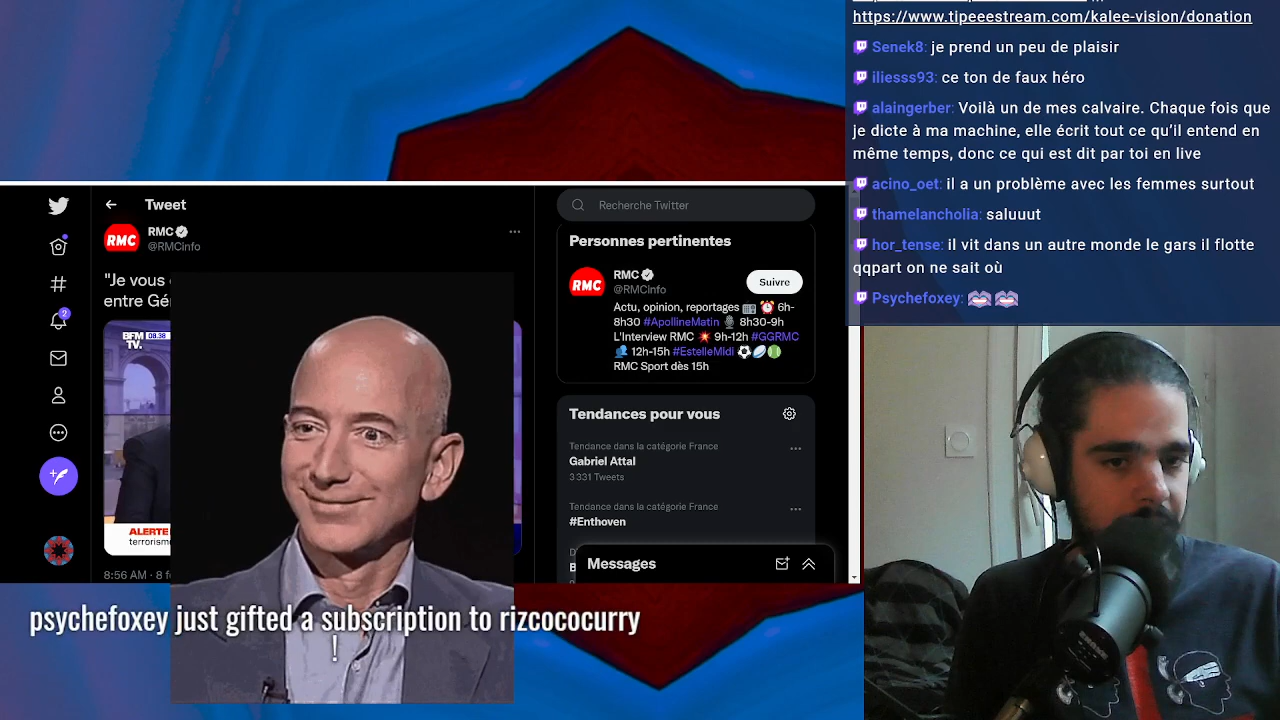 https://www.tipeeestream.com/kalee-vision/donation
Senek8: je prend un peu de plaisir
iliesss93: ce ton de faux héro
alaingerber: Voilà un de mes calvaire. Chaque fois que
je dicte à ma machine, elle écrit tout ce qu'il entend en
même temps, donc ce qui est dit par toi en live
acino_oet: il a un problème avec les femmes surtout
thamelancholia: saluuut
hor_tense: il vit dans un autre monde le gars il flotte
qqpart on ne sait où
Psychefoxey:
Tweet
RMC
RMC
@RMCinfo
"Je vous
entre Gé
BFM
TV.
08.38
ALERTE
terrorism
8:56 AM · 8 f
2
Recherche Twitter
Personnes pertinentes
RMC
RMC
@RMCinfo
Suivre
Actu, opinion, reportages 6h-
8h30 #ApollineMatin 8h30-9h
L'Interview RMC 9h-12h #GGRMC
12h-15h #EstelleMidi
RMC Sport dès 15h
Tendances pour vous
Tendance dans la catégorie France
Gabriel Attal
3 331 Tweets
Tendance dans la catégorie France
#Enthoven
Messages
psychefoxey just gifted a subscription to rizcococurry
!